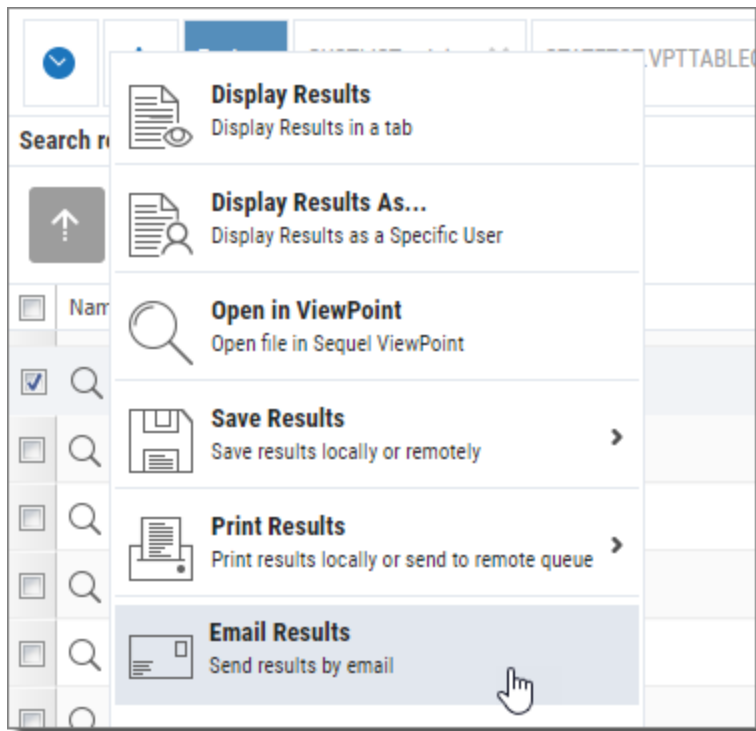 .VPTTABLE
Display Results
Display Results in a tab
Search
Display Results As...
Display Results as a Specific User
Nam
Open in ViewPoint
Open file in Sequel ViewPoint
Save Results
Save results locally or remotely
Print Results
Print results locally or send to remote queue
Email Results
Send results by email